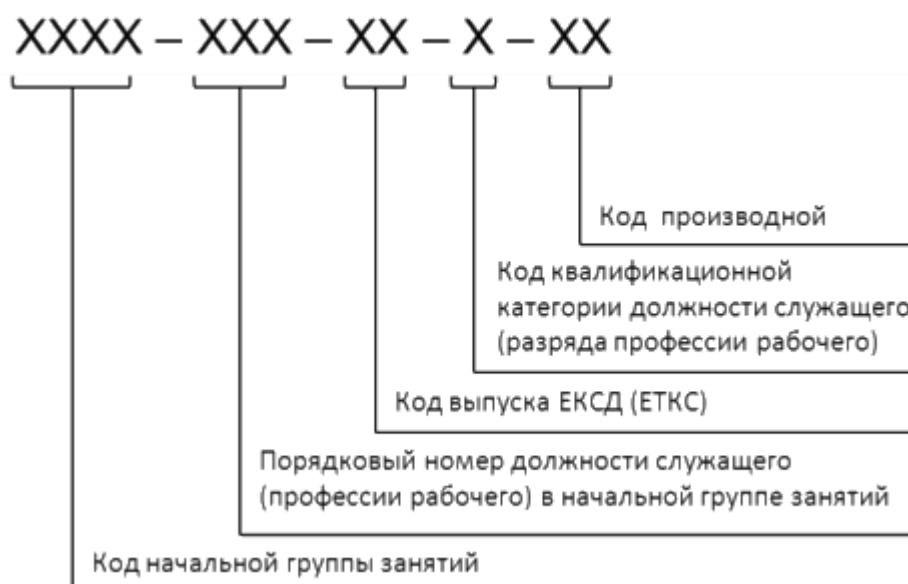 XXXX – XXX – XX – X – XX
Код производной
Код квалификационной
категории должности служащего
(разряда профессии рабочего)
Код выпуска ЕКСД (ЕТКС)
Порядковый номер должности служащего
(профессии рабочего) в начальной группе занятий
Код начальной группы занятий